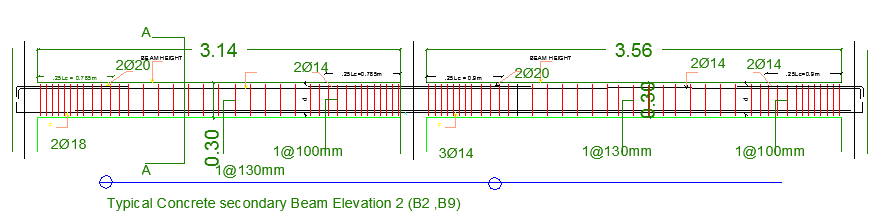 A
3.14
3.56
2Ø20
BEAM HEIGHT
2Ø14
.25Lc = 0.785m
.25Lc=0.785m
2Ø20
BEAM HEIGHT
2Ø14
2Ø14
.25Lc = 0.9m
.25Lc=0.9m
d
0.30
d
2Ø18
0.30
1@100mm
3Ø14
1@130mm
1@100mm
A
1@130mm
Typical Concrete secondary Beam Elevation 2 (B2 ,B9)